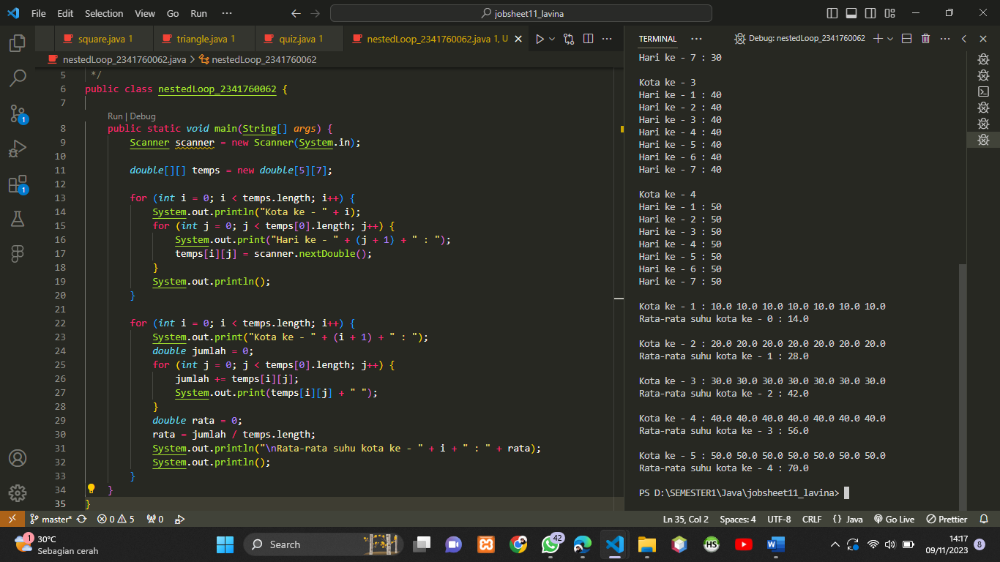 File Edit Selection View Go Run ··· jobsheet11_lavina
square.java 1 triangle.java 1 quiz.java 1 nestedLoop_2341760062.java 1, U
nestedLoop_2341760062.java > nestedLoop_2341760062
5 */
6 public class nestedLoop_2341760062 {
7
Run | Debug
8 public static void main(String[] args) {
9 Scanner scanner = new Scanner(System.in);
10
11 double[][] temps = new double[5][7];
12
13 for (int i = 0; i < temps.length; i++) {
14 System.out.println("Kota ke - " + i);
15 for (int j = 0; j < temps[0].length; j++) {
16 System.out.print("Hari ke - " + (j + 1) + " : ");
17 temps[i][j] = scanner.nextDouble();
18 }
19 System.out.println();
20 }
21
22 for (int i = 0; i < temps.length; i++) {
23 System.out.print("Kota ke - " + (i + 1) + " : ");
24 double jumlah = 0;
25 for (int j = 0; j < temps[0].length; j++) {
26 jumlah += temps[i][j];
27 System.out.print(temps[i][j] + " ");
28 }
29 double rata = 0;
30 rata = jumlah / temps.length;
31 System.out.println("\nRata-rata suhu kota ke - " + i + " : " + rata);
32 System.out.println();
33 }
34 }
35 }
TERMINAL ··· Debug: nestedLoop_2341760062
Hari ke - 7 : 30
Kota ke - 3
Hari ke - 1 : 40
Hari ke - 2 : 40
Hari ke - 3 : 40
Hari ke - 4 : 40
Hari ke - 5 : 40
Hari ke - 6 : 40
Hari ke - 7 : 40
Kota ke - 4
Hari ke - 1 : 50
Hari ke - 2 : 50
Hari ke - 3 : 50
Hari ke - 4 : 50
Hari ke - 5 : 50
Hari ke - 6 : 50
Hari ke - 7 : 50
Kota ke - 1 : 10.0 10.0 10.0 10.0 10.0 10.0 10.0
Rata-rata suhu kota ke - 0 : 14.0
Kota ke - 2 : 20.0 20.0 20.0 20.0 20.0 20.0 20.0
Rata-rata suhu kota ke - 1 : 28.0
Kota ke - 3 : 30.0 30.0 30.0 30.0 30.0 30.0 30.0
Rata-rata suhu kota ke - 2 : 42.0
Kota ke - 4 : 40.0 40.0 40.0 40.0 40.0 40.0 40.0
Rata-rata suhu kota ke - 3 : 56.0
Kota ke - 5 : 50.0 50.0 50.0 50.0 50.0 50.0 50.0
Rata-rata suhu kota ke - 4 : 70.0
PS D:\SEMESTER1\Java\jobsheet11_lavina>
1
1
master* 0 5 0 Ln 35, Col 2 Spaces: 4 UTF-8 CRLF {} Java Go Live Prettier
1 30°C
Sebagian cerah
Search
42
HS
14:17
09/11/2023
8